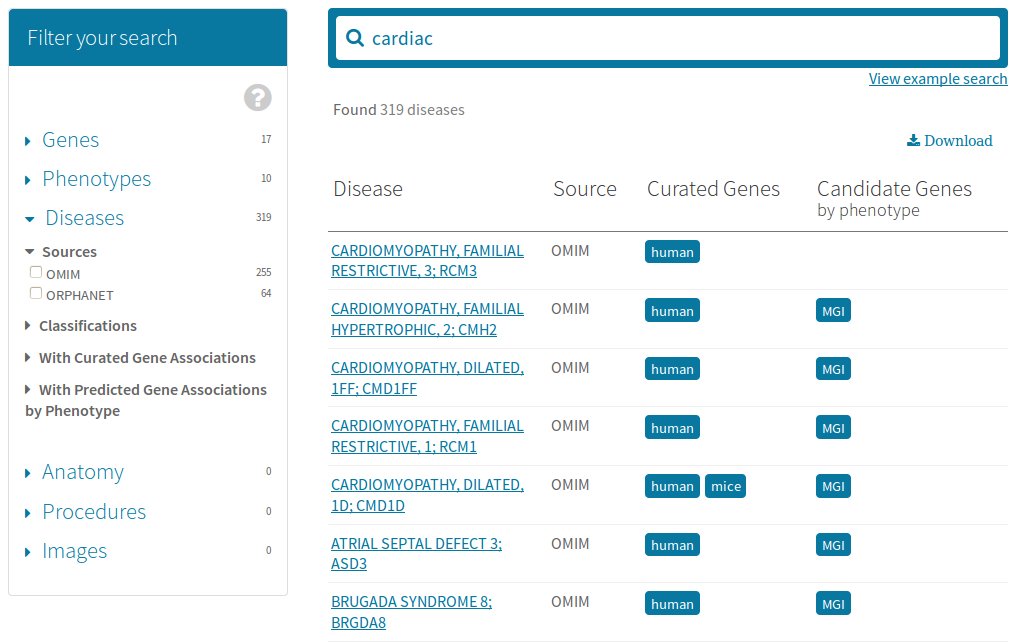 Filter your search
?
Genes 17
Phenotypes 10
Diseases 319
Sources
OMIM 255
ORPHANET 64
Classifications
With Curated Gene Associations
With Predicted Gene Associations
by Phenotype
Anatomy 0
Procedures 0
Images 0
cardiac
View example search
Found 319 diseases
Download
Disease Source Curated Genes Candidate Genes
by phenotype
CARDIOMYOPATHY, FAMILIAL OMIM human
RESTRICTIVE, 3; RCM3
CARDIOMYOPATHY, FAMILIAL OMIM human MGI
HYPERTROPHIC, 2; CMH2
CARDIOMYOPATHY, DILATED, OMIM human MGI
1FF; CMD1FF
CARDIOMYOPATHY, FAMILIAL OMIM human MGI
RESTRICTIVE, 1; RCM1
CARDIOMYOPATHY, DILATED, OMIM human mice MGI
1D; CMD1D
ATRIAL SEPTAL DEFECT 3; OMIM human MGI
ASD3
BRUGADA SYNDROME 8; OMIM human MGI
BRGDA8